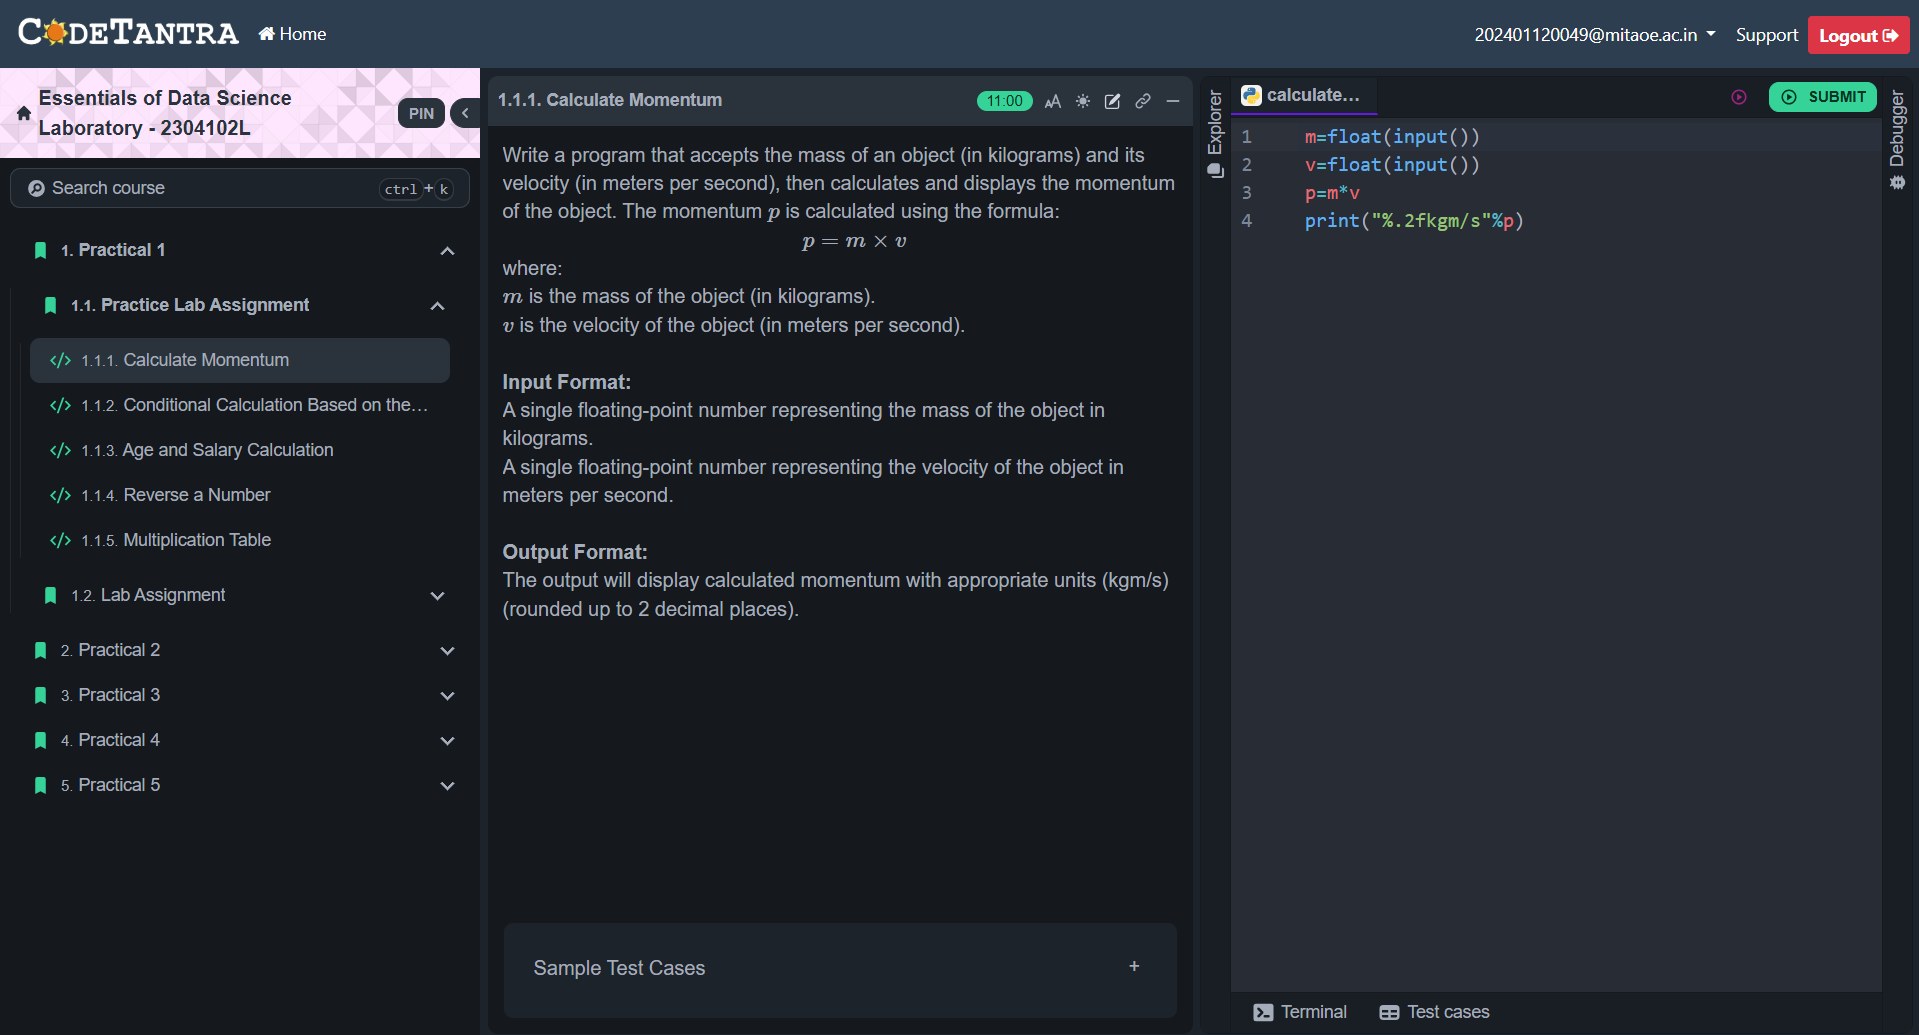 CODETANTRA Home 202401120049@mitaoe.ac.in Support Logout
Essentials of Data Science
Laboratory - 2304102L
PIN
Search course ctrl + k
1. Practical 1
1.1. Practice Lab Assignment
1.1.1. Calculate Momentum
1.1.2. Conditional Calculation Based on the...
1.1.3. Age and Salary Calculation
1.1.4. Reverse a Number
1.1.5. Multiplication Table
1.2. Lab Assignment
2. Practical 2
3. Practical 3
4. Practical 4
5. Practical 5
1.1.1. Calculate Momentum 11:00 AA
Write a program that accepts the mass of an object (in kilograms) and its
velocity (in meters per second), then calculates and displays the momentum
of the object. The momentum p is calculated using the formula:
p = m × v
where:
m is the mass of the object (in kilograms).
v is the velocity of the object (in meters per second).
Input Format:
A single floating-point number representing the mass of the object in
kilograms.
A single floating-point number representing the velocity of the object in
meters per second.
Output Format:
The output will display calculated momentum with appropriate units (kgm/s)
(rounded up to 2 decimal places).
Sample Test Cases +
Explorer
calculate...
SUBMIT
Debugger
1 m=float(input())
2 v=float(input())
3 p=m*v
4 print("%.2fkgm/s"%p)
Terminal Test cases